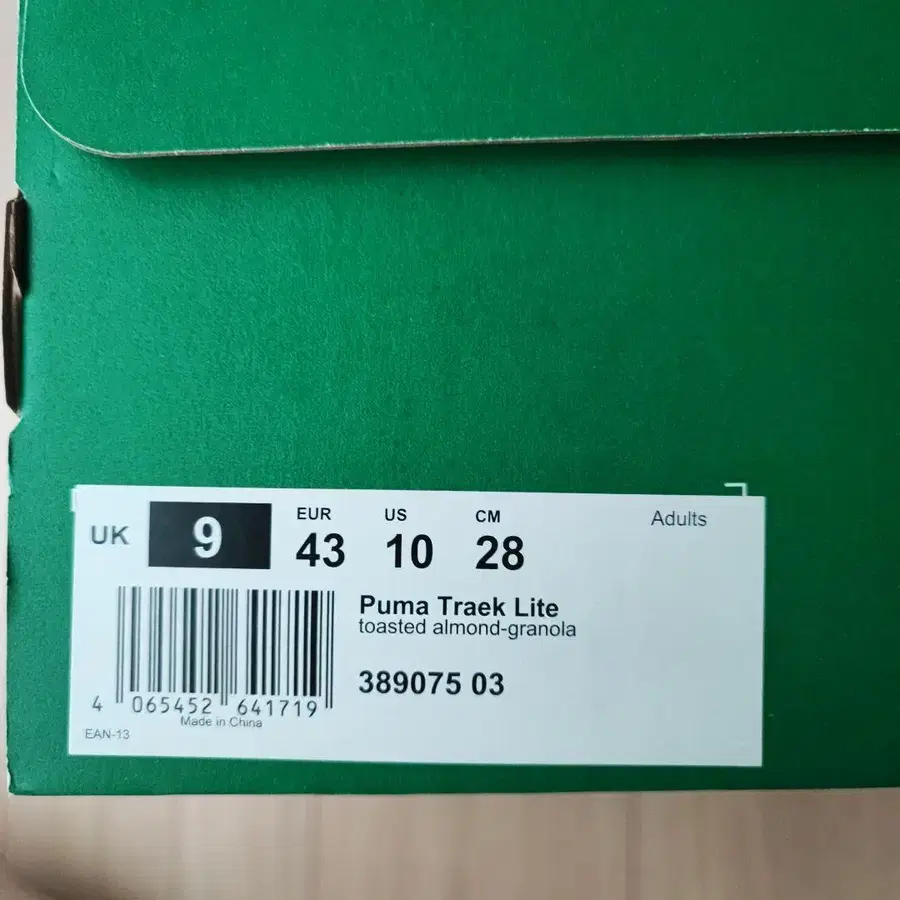 UK 9 EUR 43 US 10 CM 28 Adults
Puma Traek Lite
toasted almond-granola
389075 03
4 065452 641719
Made in China
EAN-13